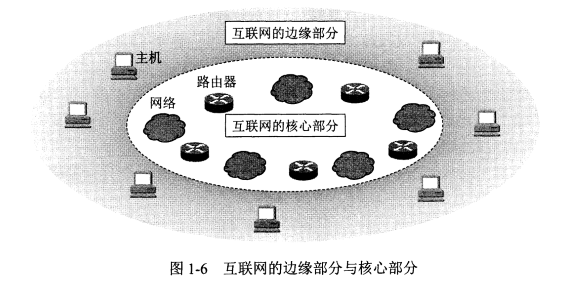 互联网的边缘部分
主机
路由器
网络
互联网的核心部分
图 1-6 互联网的边缘部分与核心部分